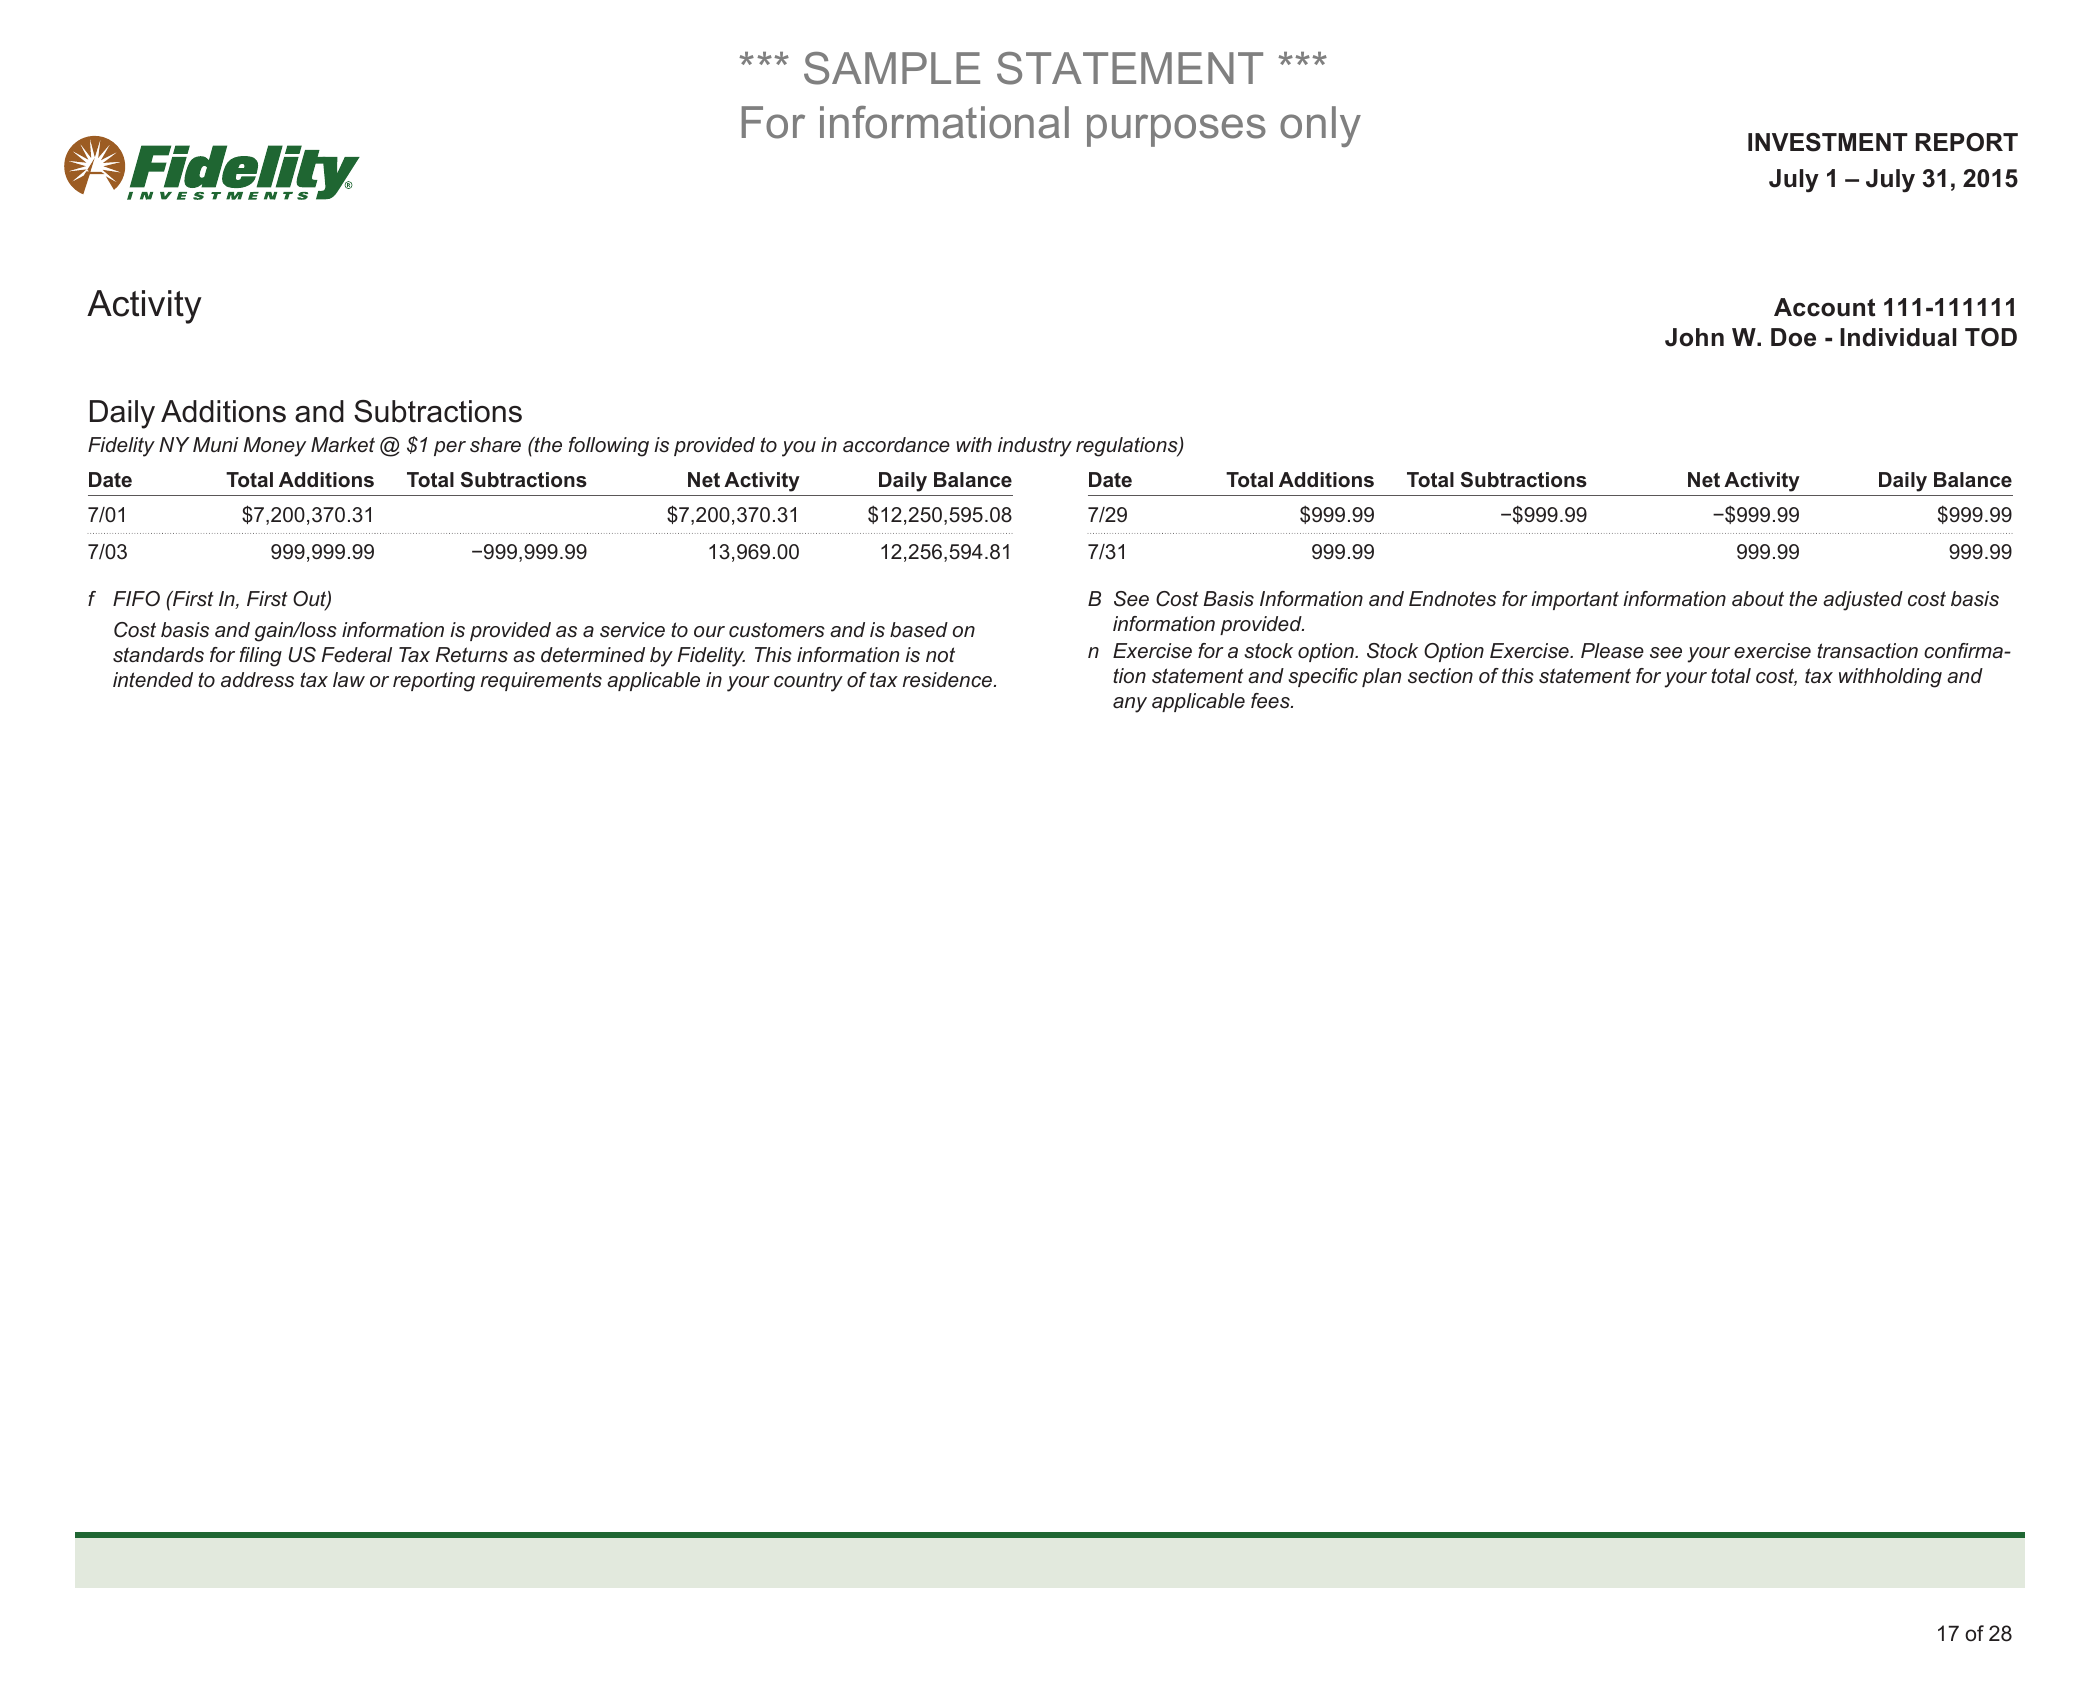 *** SAMPLE STATEMENT ***
For informational purposes only
Fidelity®
INVESTMENTS
INVESTMENT REPORT
July 1 – July 31, 2015
Activity
Account 111-111111
John W. Doe - Individual TOD
Daily Additions and Subtractions
Fidelity NY Muni Money Market @ $1 per share (the following is provided to you in accordance with industry regulations)
Date Total Additions Total Subtractions Net Activity Daily Balance
7/01 $7,200,370.31 $7,200,370.31 $12,250,595.08
7/03 999,999.99 −999,999.99 13,969.00 12,256,594.81
f FIFO (First In, First Out)
Cost basis and gain/loss information is provided as a service to our customers and is based on
standards for filing US Federal Tax Returns as determined by Fidelity. This information is not
intended to address tax law or reporting requirements applicable in your country of tax residence.
Date Total Additions Total Subtractions Net Activity Daily Balance
7/29 $999.99 −$999.99 −$999.99 $999.99
7/31 999.99 999.99 999.99
B See Cost Basis Information and Endnotes for important information about the adjusted cost basis
information provided.
n Exercise for a stock option. Stock Option Exercise. Please see your exercise transaction confirma-
tion statement and specific plan section of this statement for your total cost, tax withholding and
any applicable fees.
17 of 28